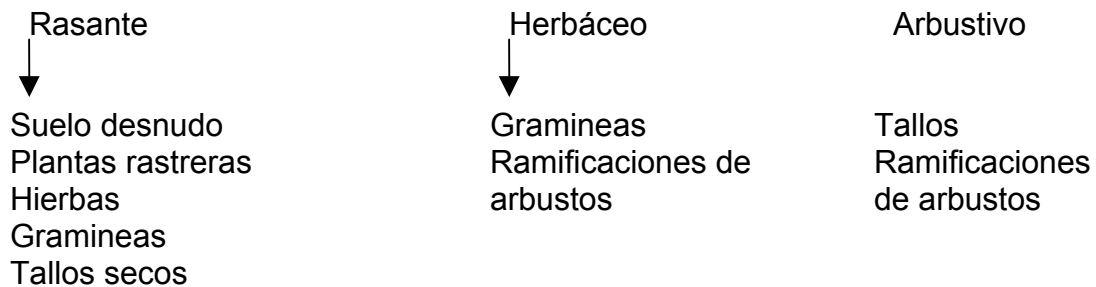 Rasante
Herbáceo
Arbustivo
Suelo desnudo
Plantas rastreras
Hierbas
Gramineas
Tallos secos
Gramineas
Ramificaciones de
arbustos
Tallos
Ramificaciones
de arbustos